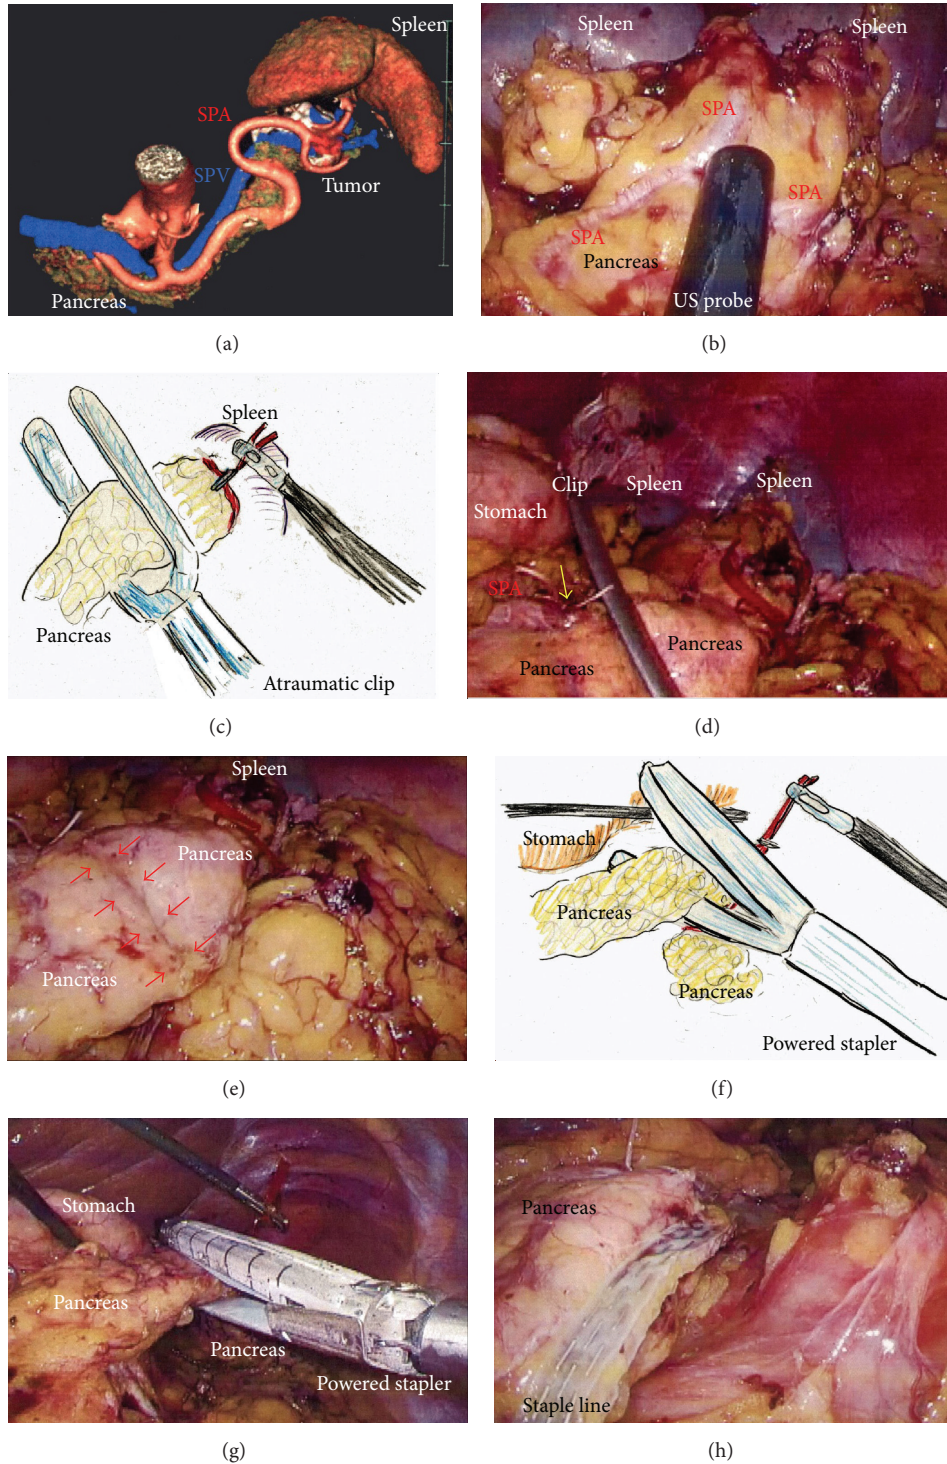 Spleen
SPA
SPV
Tumor
Pancreas
(a)
Spleen
Spleen
SPA
SPA
SPA
Pancreas
US probe
(b)
Spleen
Pancreas
Atraumatic clip
(c)
Clip
Spleen
Spleen
Stomach
SPA
Pancreas
Pancreas
(d)
Spleen
Pancreas
Pancreas
(e)
Stomach
Pancreas
Pancreas
Powered stapler
(f)
Stomach
Pancreas
Pancreas
Powered stapler
(g)
Pancreas
Staple line
(h)